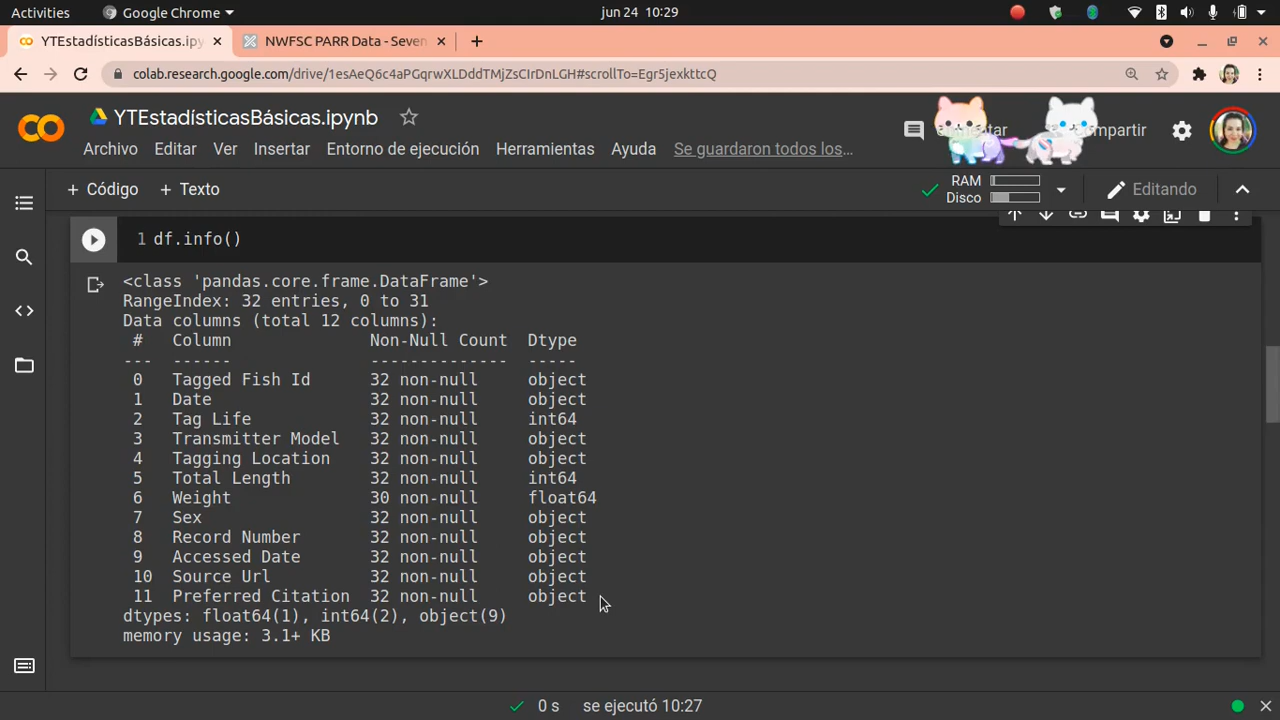 Activities Google Chrome jun 24 10:29
YTEstadísticasBásicas.ipy NWFSC PARR Data - Seven
colab.research.google.com/drive/1esAeQ6c4aPGqrwXLDddTMjZsCIrDnLGH#scrollTo=Egr5jexkttcQ
YTEstadísticasBásicas.ipynb
Archivo Editar Ver Insertar Entorno de ejecución Herramientas Ayuda Se guardaron todos los…
+ Código + Texto RAM Disco Editando
1 df.info()
<class 'pandas.core.frame.DataFrame'>
RangeIndex: 32 entries, 0 to 31
Data columns (total 12 columns):
# Column Non-Null Count Dtype
--- ------ -------------- -----
0 Tagged Fish Id 32 non-null object
1 Date 32 non-null object
2 Tag Life 32 non-null int64
3 Transmitter Model 32 non-null object
4 Tagging Location 32 non-null object
5 Total Length 32 non-null int64
6 Weight 30 non-null float64
7 Sex 32 non-null object
8 Record Number 32 non-null object
9 Accessed Date 32 non-null object
10 Source Url 32 non-null object
11 Preferred Citation 32 non-null object
dtypes: float64(1), int64(2), object(9)
memory usage: 3.1+ KB
0 s se ejecutó 10:27